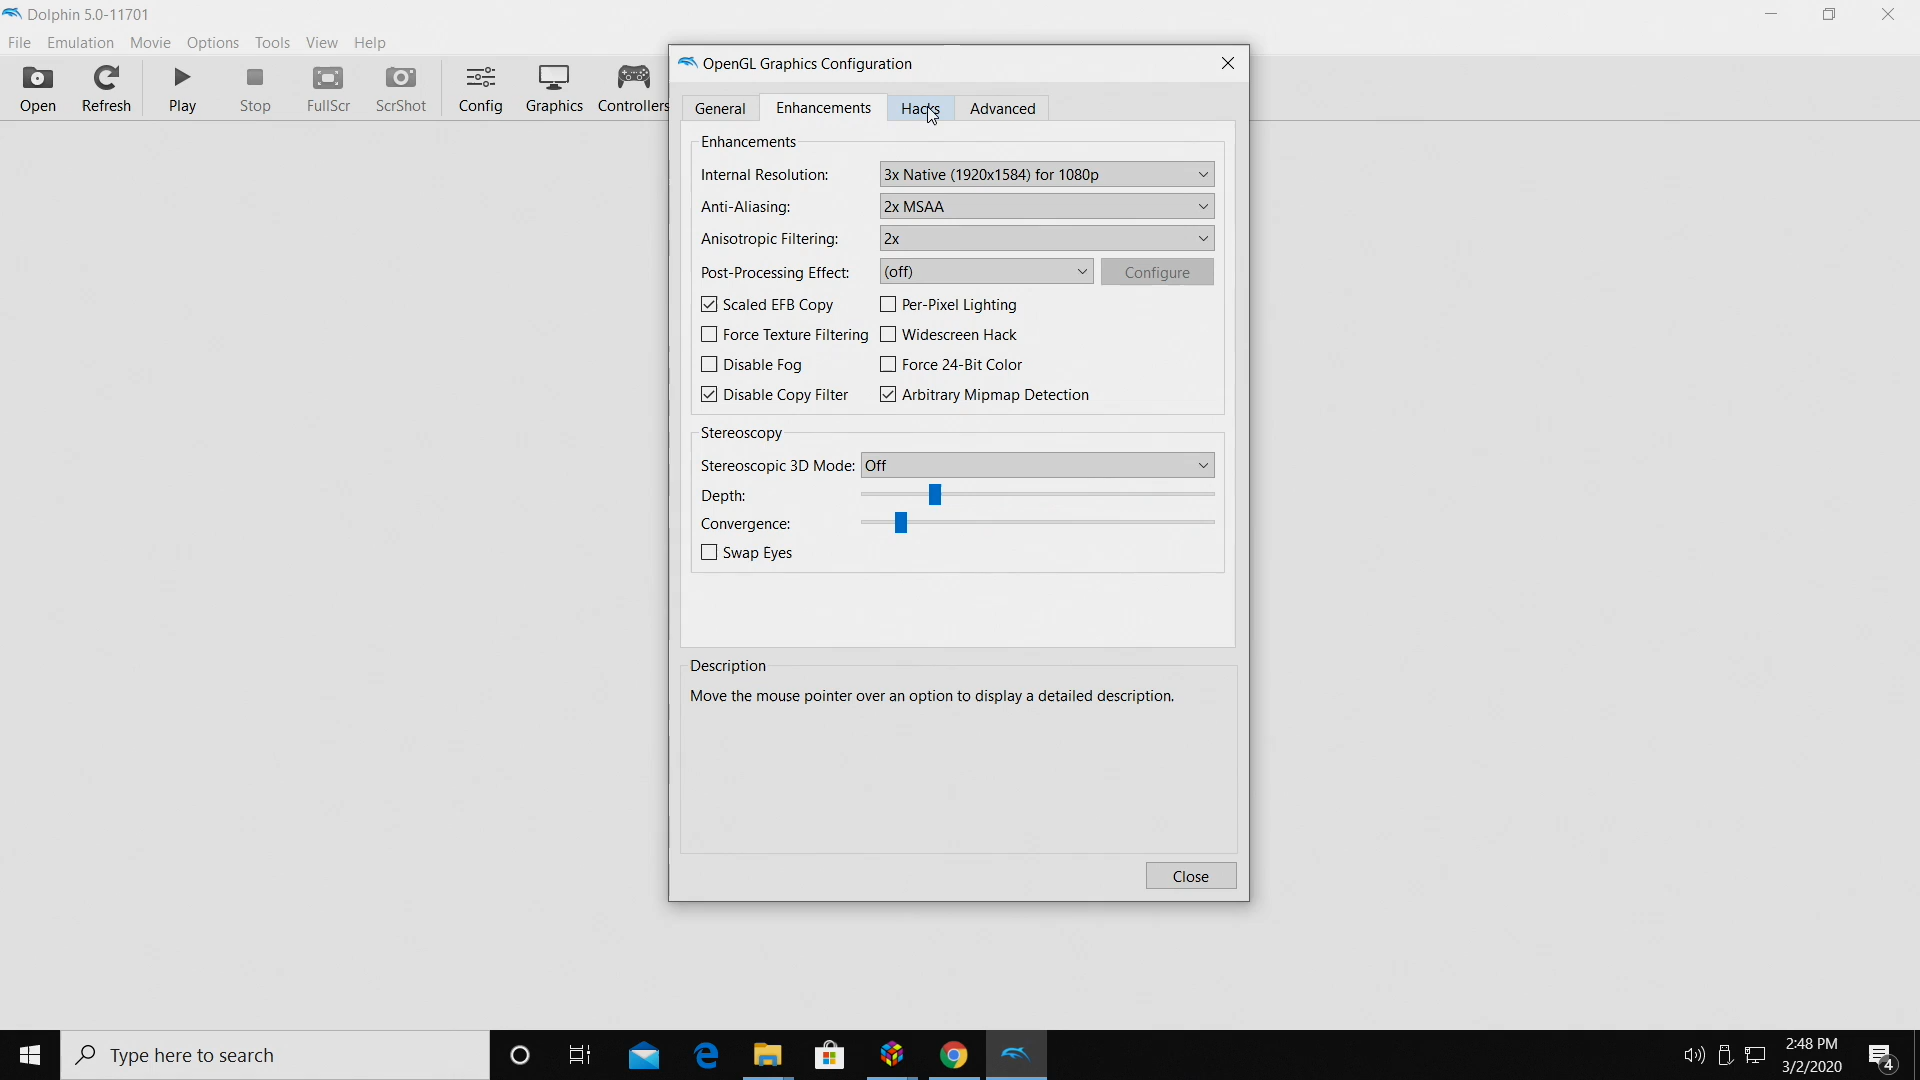 Dolphin 5.0-11701
File Emulation Movie Options Tools View Help
Open Refresh Play Stop FullScr ScrShot Config Graphics Controllers
OpenGL Graphics Configuration
General Enhancements Hacks Advanced
Enhancements
Internal Resolution: 3x Native (1920x1584) for 1080p
Anti-Aliasing: 2x MSAA
Anisotropic Filtering: 2x
Post-Processing Effect: (off) Configure
Scaled EFB Copy Per-Pixel Lighting
Force Texture Filtering Widescreen Hack
Disable Fog Force 24-Bit Color
Disable Copy Filter Arbitrary Mipmap Detection
Stereoscopy
Stereoscopic 3D Mode: Off
Depth:
Convergence:
Swap Eyes
Description
Move the mouse pointer over an option to display a detailed description.
Close
Type here to search
2:48 PM
3/2/2020
4